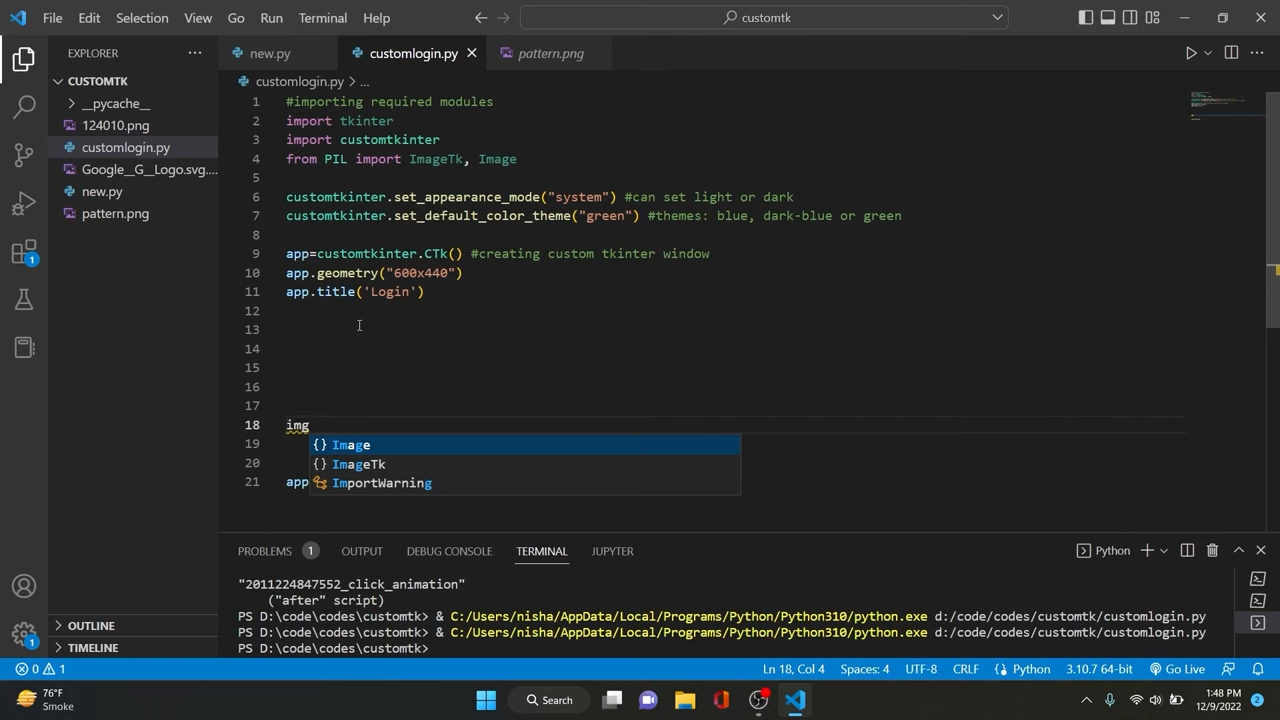 File Edit Selection View Go Run Terminal Help
customtk
EXPLORER
new.py
customlogin.py
pattern.png
CUSTOMTK
customlogin.py > ...
__pycache__
124010.png
customlogin.py
Google__G__Logo.svg....
new.py
pattern.png
1 #importing required modules
2 import tkinter
3 import customtkinter
4 from PIL import ImageTk, Image
5
6 customtkinter.set_appearance_mode("system") #can set light or dark
7 customtkinter.set_default_color_theme("green") #themes: blue, dark-blue or green
8
9 app=customtkinter.CTk() #creating custom tkinter window
10 app.geometry("600x440")
11 app.title('Login')
12
13
14
15
16
17
18 img
19 Image
20 ImageTk
21 app ImportWarning
1
OUTLINE
TIMELINE
1
PROBLEMS 1 OUTPUT DEBUG CONSOLE TERMINAL JUPYTER
Python
"2011224847552_click_animation"
("after" script)
PS D:\code\codes\customtk> & C:/Users/nisha/AppData/Local/Programs/Python/Python310/python.exe d:/code/codes/customtk/customlogin.py
PS D:\code\codes\customtk> & C:/Users/nisha/AppData/Local/Programs/Python/Python310/python.exe d:/code/codes/customtk/customlogin.py
PS D:\code\codes\customtk>
0 1 Ln 18, Col 4 Spaces: 4 UTF-8 CRLF Python 3.10.7 64-bit Go Live
76°F
Smoke
Search
1:48 PM
12/9/2022
2